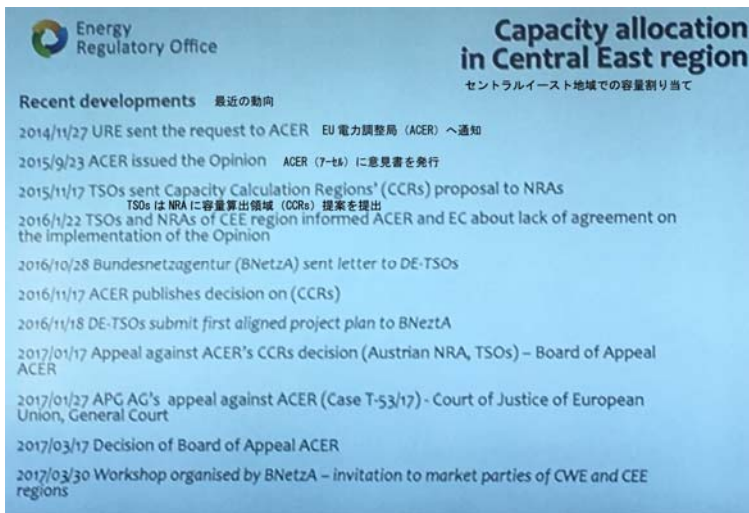 Energy
Regulatory Office
Capacity allocation
in Central East region
セントラルイースト地域での容量割り当て
Recent developments 最近の動向
2014/11/27 URE sent the request to ACER EU電力調整局（ACER）へ通知
2015/9/23 ACER issued the Opinion ACER（ｱｰｾﾙ）に意見書を発行
2015/11/17 TSOs sent Capacity Calculation Regions' (CCRs) proposal to NRAs
TSOs は NRA に容量算出領域（CCRs）提案を提出
2016/1/22 TSOs and NRAs of CEE region informed ACER and EC about lack of agreement on
the implementation of the Opinion
2016/10/28 Bundesnetzagentur (BNetzA) sent letter to DE-TSOs
2016/11/17 ACER publishes decision on (CCRs)
2016/11/18 DE-TSOs submit first aligned project plan to BNeztA
2017/01/17 Appeal against ACER's CCRs decision (Austrian NRA, TSOs) – Board of Appeal
ACER
2017/01/27 APG AG's appeal against ACER (Case T-53/17) - Court of Justice of European
Union, General Court
2017/03/17 Decision of Board of Appeal ACER
2017/03/30 Workshop organised by BNetzA – invitation to market parties of CWE and CEE
regions